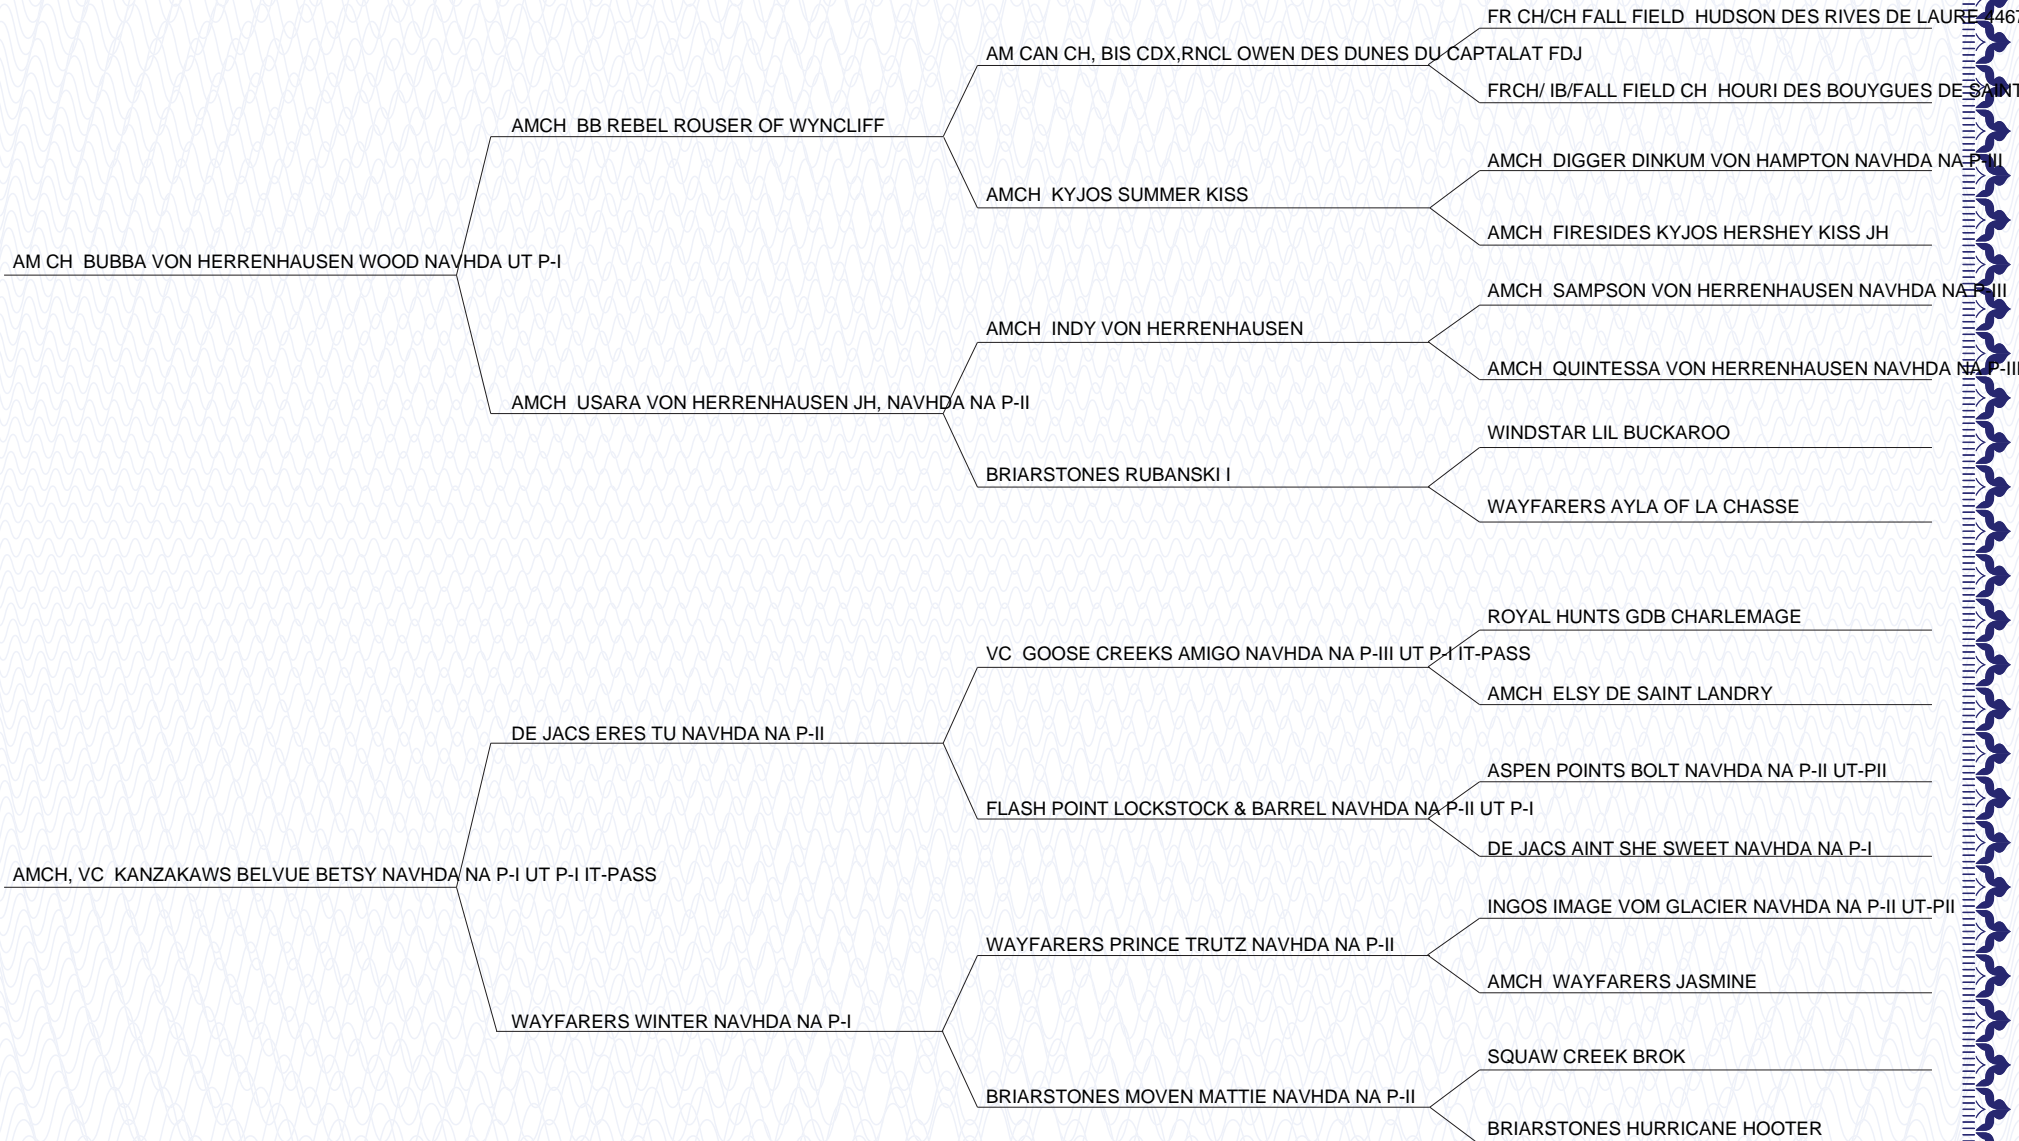 FR CH/CH FALL FIELD  HUDSON DES RIVES DE LAURE 4467
AM CAN CH, BIS CDX,RNCL OWEN DES DUNES DU CAPTALAT FDJ
FRCH/ IB/FALL FIELD CH  HOURI DES BOUYGUES DE SAINT
AMCH  BB REBEL ROUSER OF WYNCLIFF
AMCH  DIGGER DINKUM VON HAMPTON NAVHDA NA P-III
AMCH  KYJOS SUMMER KISS
AMCH  FIRESIDES KYJOS HERSHEY KISS JH
AM CH  BUBBA VON HERRENHAUSEN WOOD NAVHDA UT P-I
AMCH  SAMPSON VON HERRENHAUSEN NAVHDA NA P-III
AMCH  INDY VON HERRENHAUSEN
AMCH  QUINTESSA VON HERRENHAUSEN NAVHDA NA P-III
AMCH  USARA VON HERRENHAUSEN JH, NAVHDA NA P-II
WINDSTAR LIL BUCKAROO
BRIARSTONES RUBANSKI I
WAYFARERS AYLA OF LA CHASSE
ROYAL HUNTS GDB CHARLEMAGE
VC  GOOSE CREEKS AMIGO NAVHDA NA P-III UT P-I IT-PASS
AMCH  ELSY DE SAINT LANDRY
DE JACS ERES TU NAVHDA NA P-II
ASPEN POINTS BOLT NAVHDA NA P-II UT-PII
FLASH POINT LOCKSTOCK & BARREL NAVHDA NA P-II UT P-I
DE JACS AINT SHE SWEET NAVHDA NA P-I
AMCH, VC  KANZAKAWS BELVUE BETSY NAVHDA NA P-I UT P-I IT-PASS
INGOS IMAGE VOM GLACIER NAVHDA NA P-II UT-PII
WAYFARERS PRINCE TRUTZ NAVHDA NA P-II
AMCH  WAYFARERS JASMINE
WAYFARERS WINTER NAVHDA NA P-I
SQUAW CREEK BROK
BRIARSTONES MOVEN MATTIE NAVHDA NA P-II
BRIARSTONES HURRICANE HOOTER